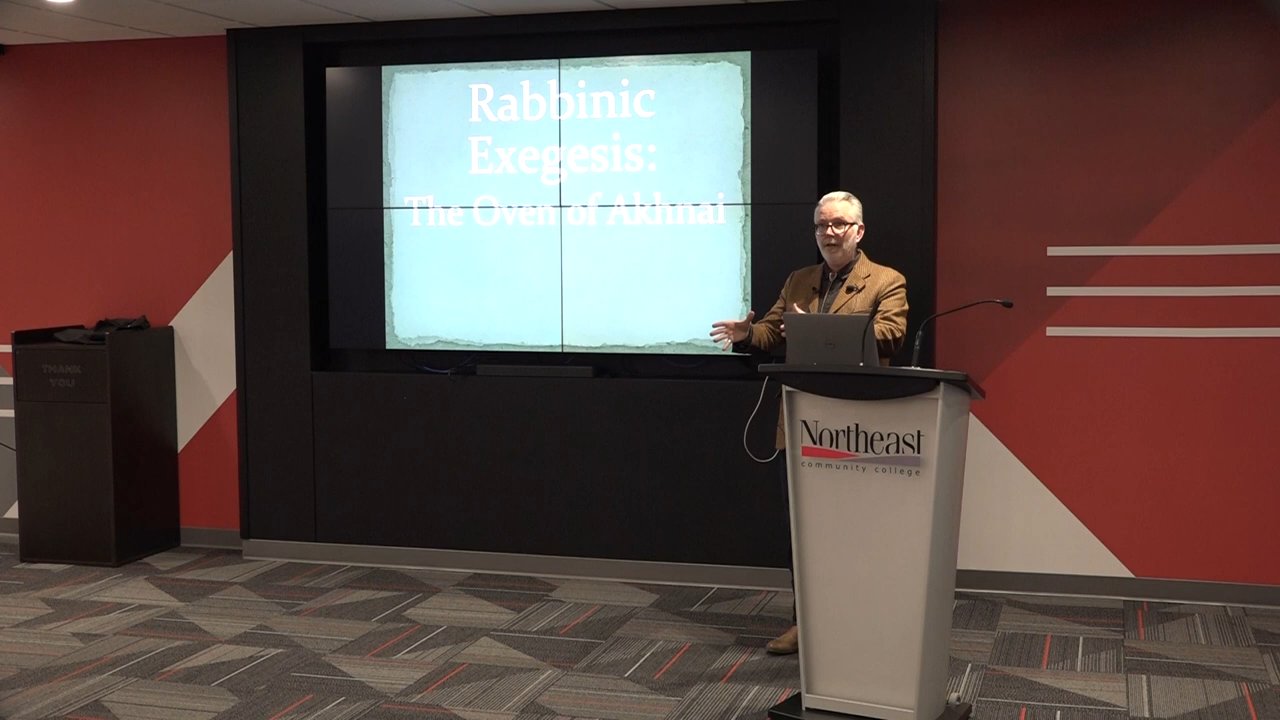 Rabbinic
Exegesis:
The Oven of Akhnai
THANK
YOU
Northeast
community college